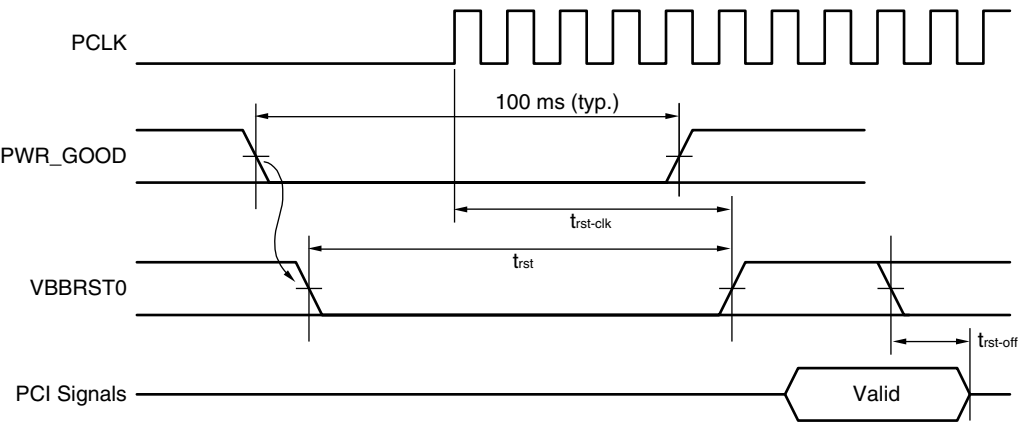 PCLK
100 ms (typ.)
PWR_GOOD
trst-clk
trst
VBBRST0
trst-off
PCI Signals
Valid